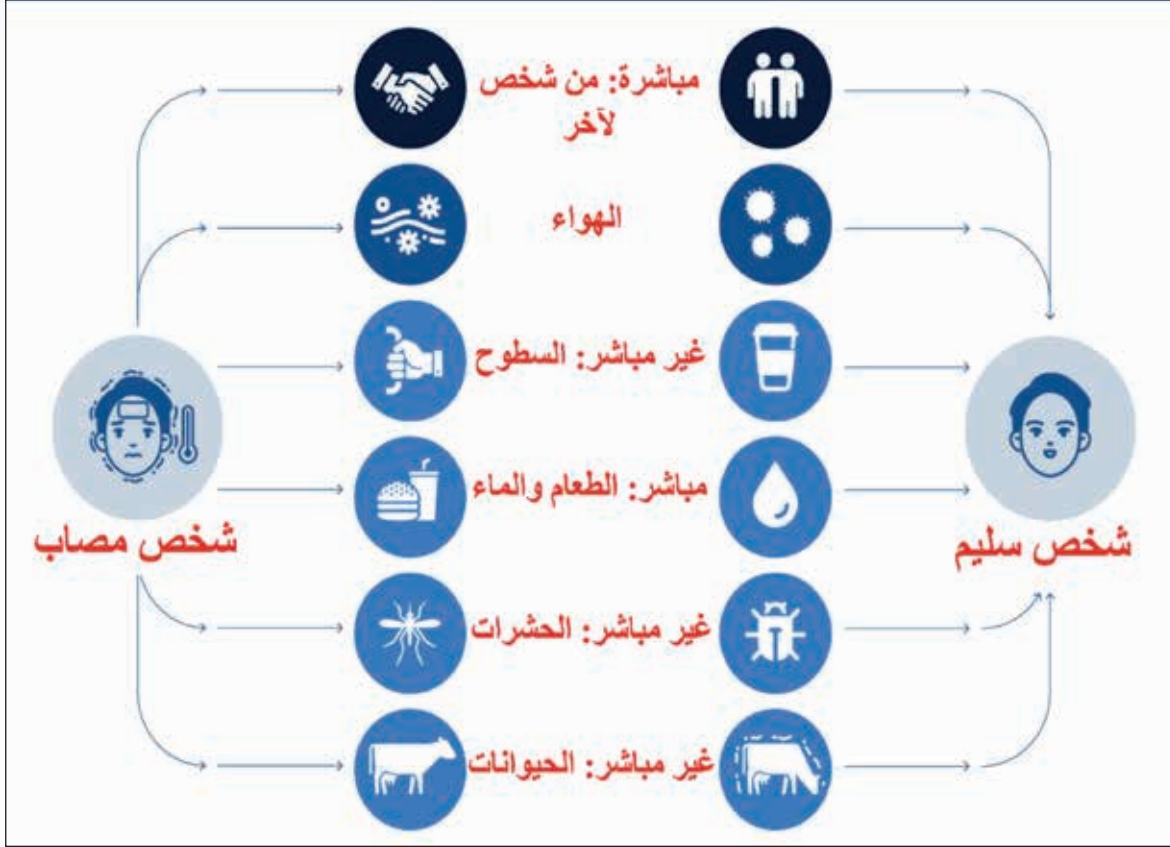 مباشرة: من شخص
لآخر
الهواء
غير مباشر: السطوح
مباشر: الطعام والماء
شخص سليم
شخص مصاب
غير مباشر: الحشرات
غير مباشر: الحيوانات